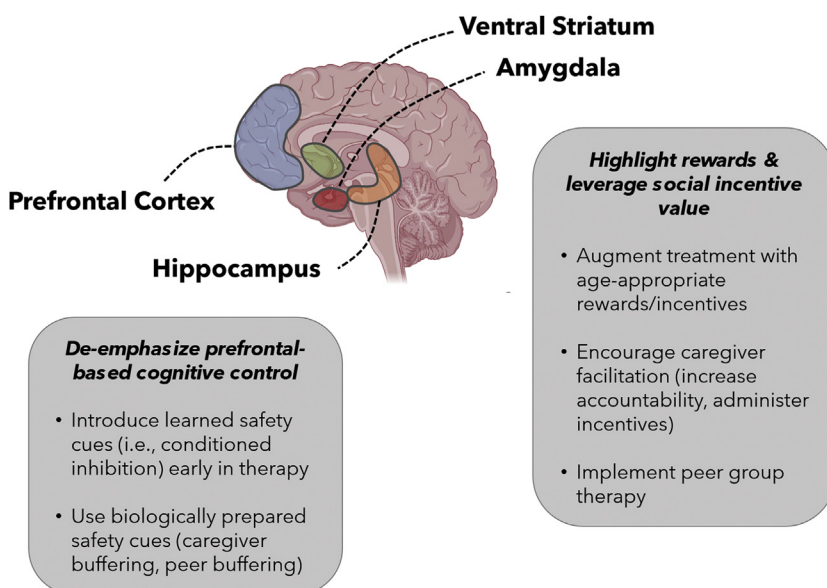 Ventral Striatum
Amygdala
Prefrontal Cortex
Hippocampus
Highlight rewards &
leverage social incentive
value
• Augment treatment with
age-appropriate
rewards/incentives
• Encourage caregiver
facilitation (increase
accountability, administer
incentives)
• Implement peer group
therapy
De-emphasize prefrontal-
based cognitive control
• Introduce learned safety
cues (i.e., conditioned
inhibition) early in therapy
• Use biologically prepared
safety cues (caregiver
buffering, peer buffering)